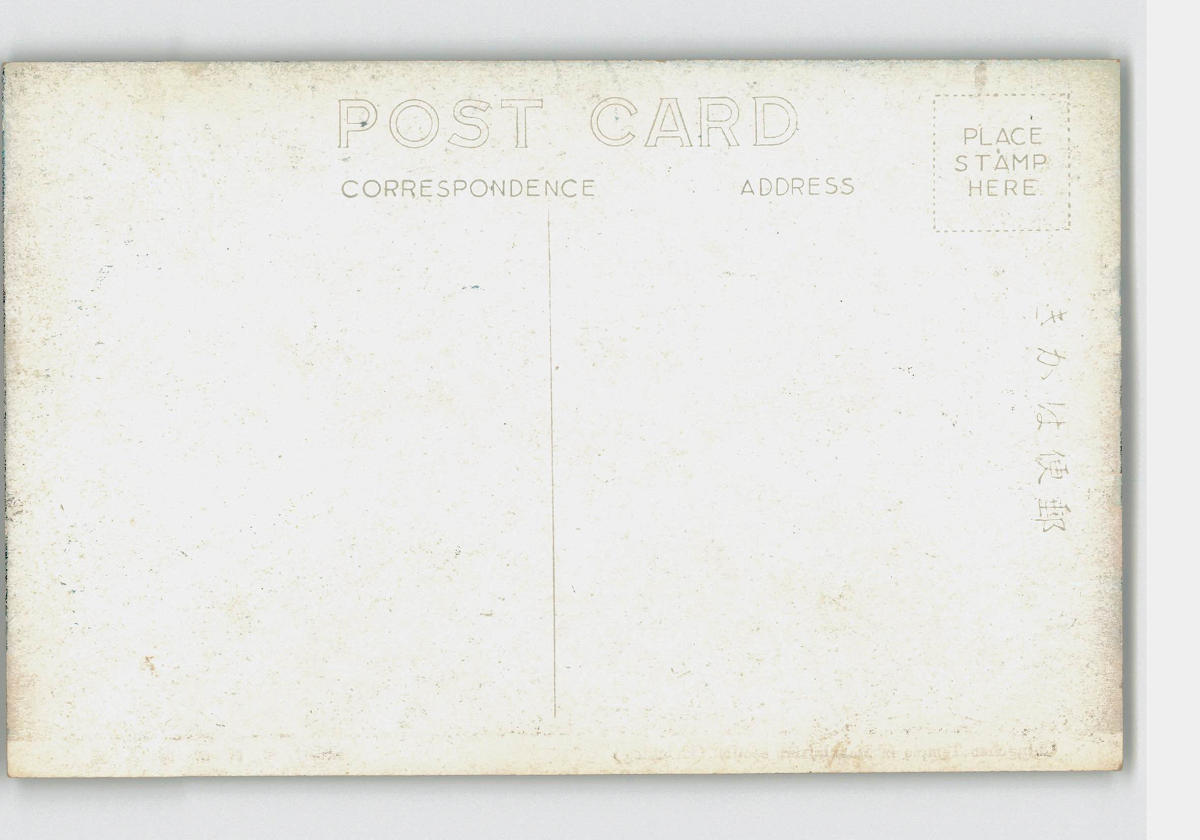 POST CARD
CORRESPONDENCE
ADDRESS
PLACE
STAMP
HERE
郵便はかき